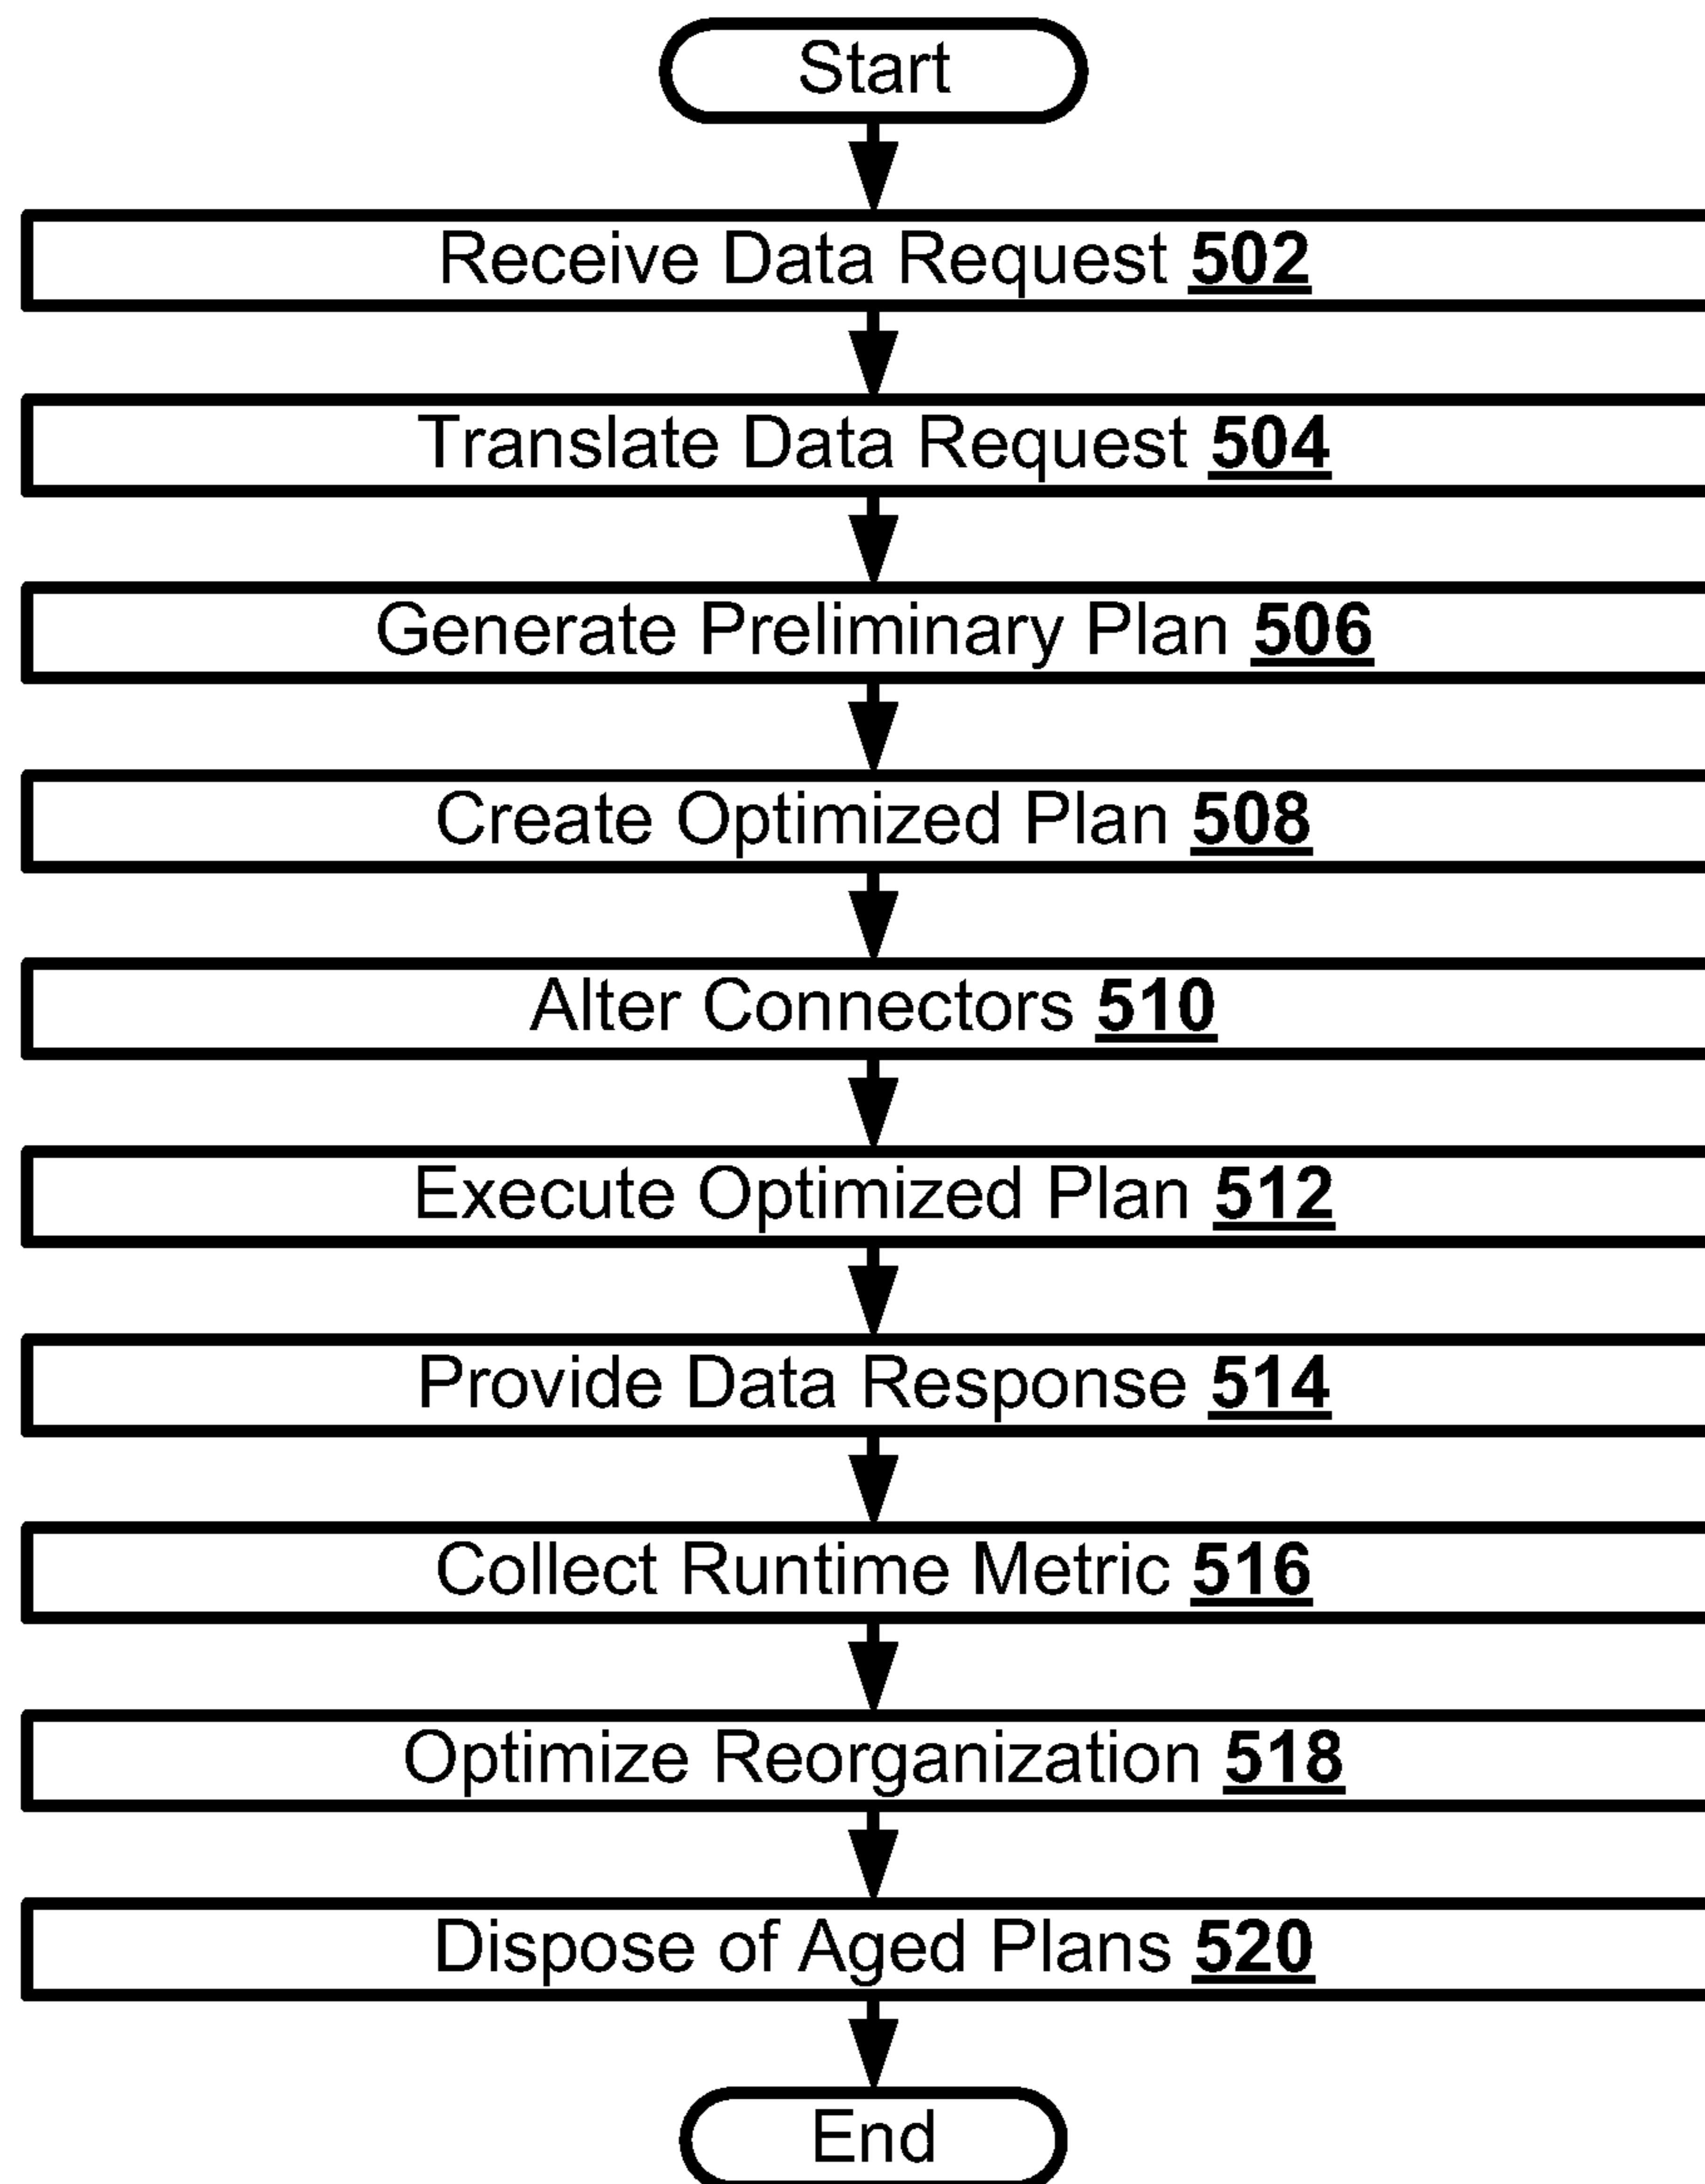 Start
Receive Data Request 502
Translate Data Request 504
Generate Preliminary Plan 506
Create Optimized Plan 508
Alter Connectors 510
Execute Optimized Plan 512
Provide Data Response 514
Collect Runtime Metric 516
Optimize Reorganization 518
Dispose of Aged Plans 520
End